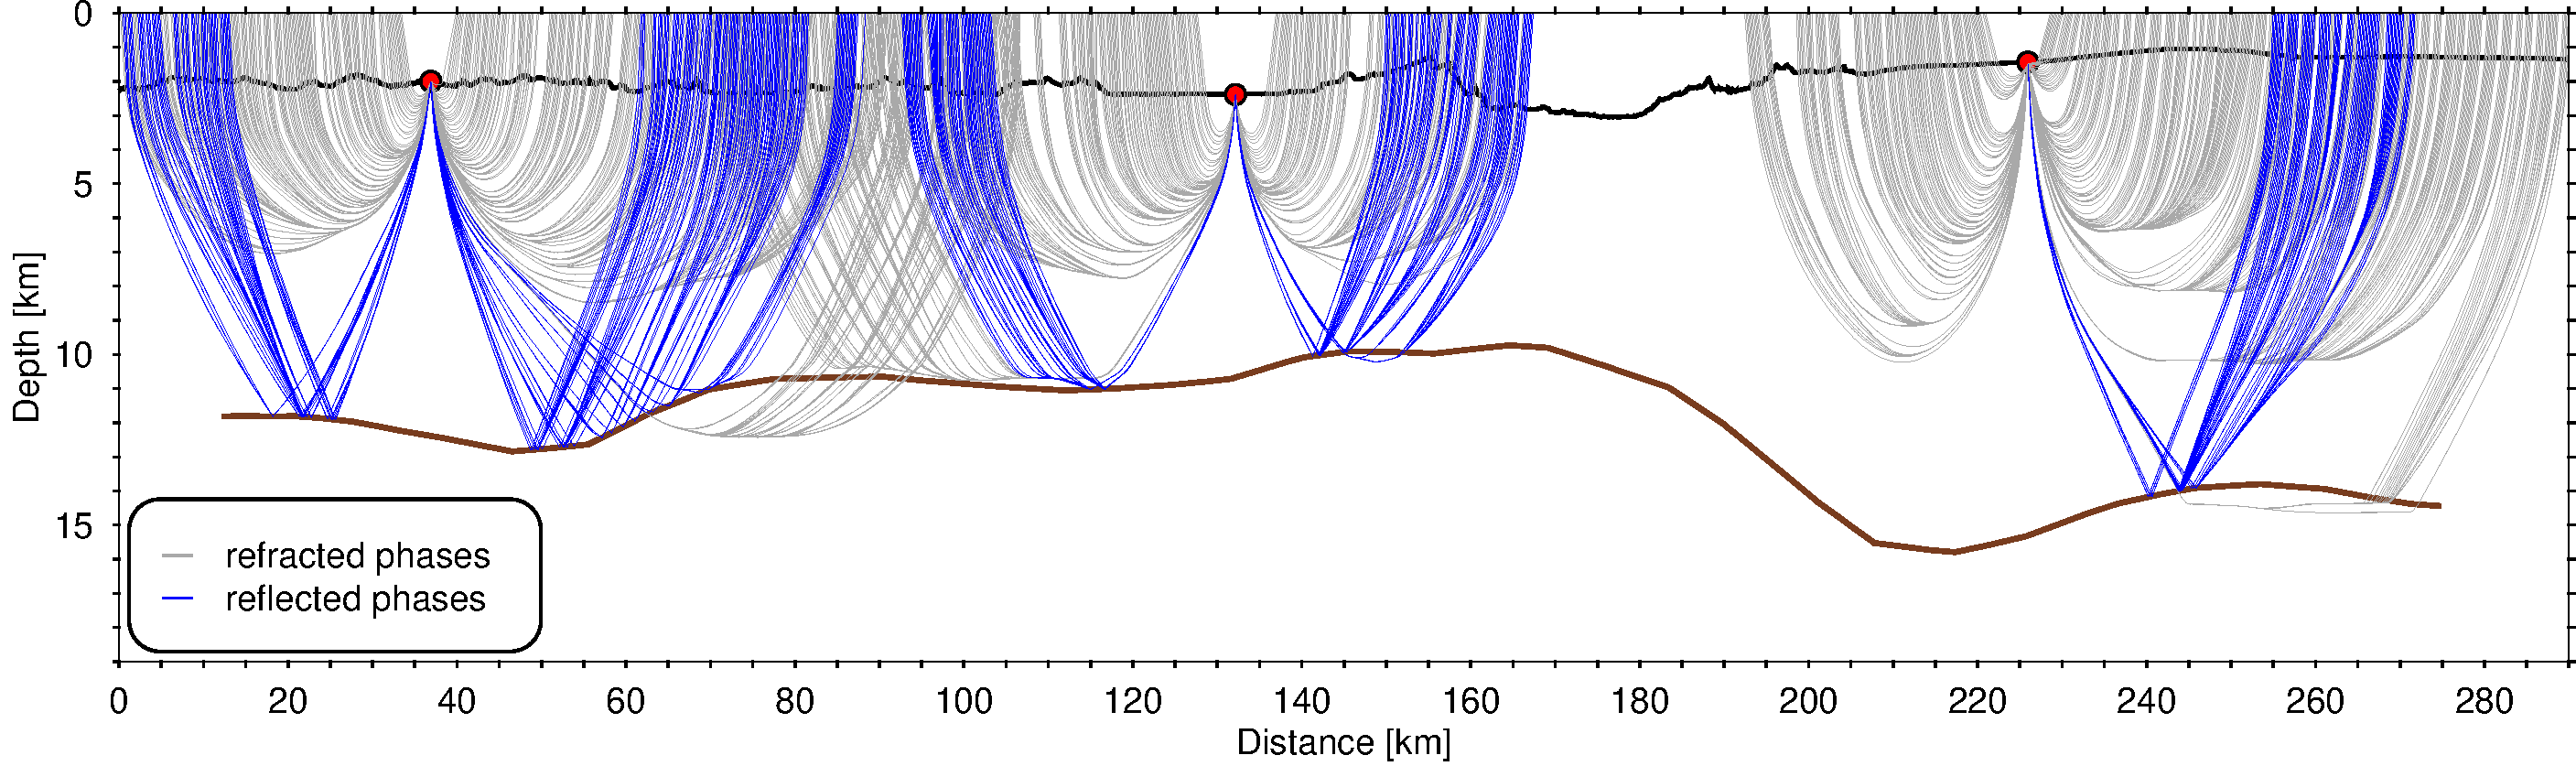 0
5
10
15
Depth [km]
refracted phases
reflected phases
0 20 40 60 80 100 120 140 160 180 200 220 240 260 280
Distance [km]